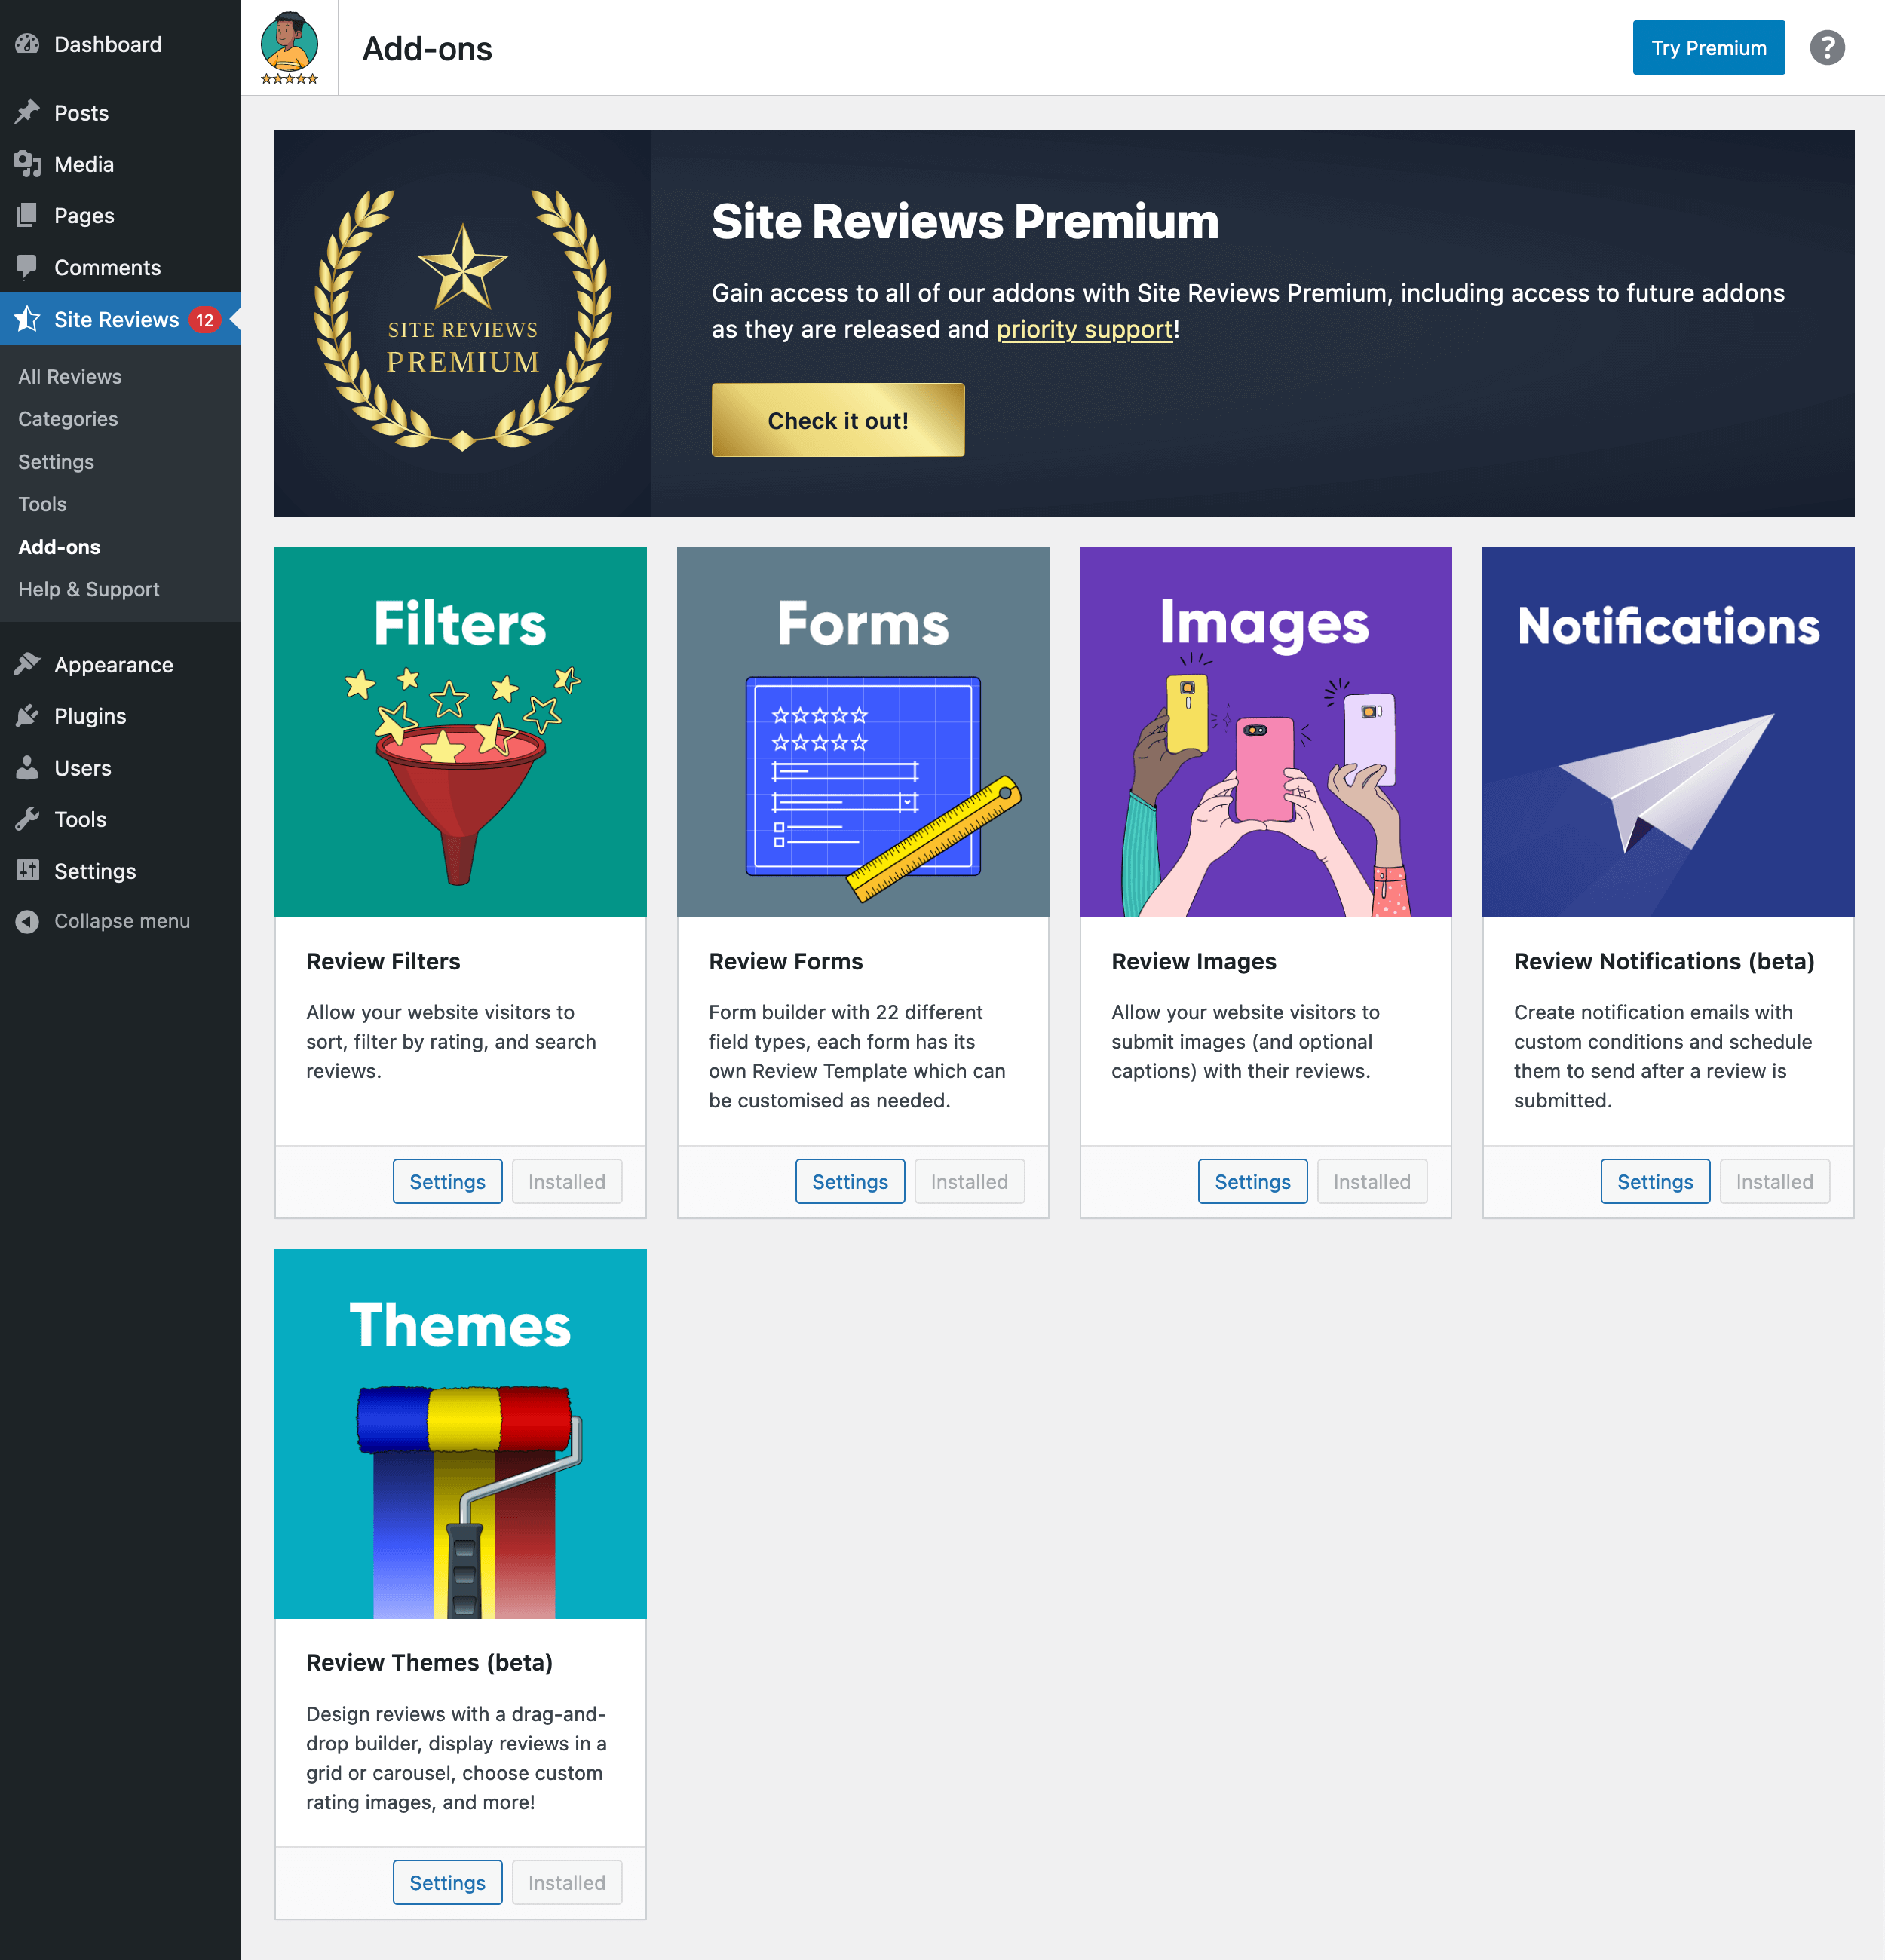 Dashboard
Posts
Media
Pages
Comments
Site Reviews 12
All Reviews
Categories
Settings
Tools
Add-ons
Help & Support
Appearance
Plugins
Users
Tools
Settings
Collapse menu
Add-ons
Try Premium
?
SITE REVIEWS
PREMIUM
Site Reviews Premium
Gain access to all of our addons with Site Reviews Premium, including access to future addons
as they are released and priority support!
Check it out!
Filters
Review Filters
Allow your website visitors to
sort, filter by rating, and search
reviews.
Settings Installed
Forms
Review Forms
Form builder with 22 different
field types, each form has its
own Review Template which can
be customised as needed.
Settings Installed
Images
Review Images
Allow your website visitors to
submit images (and optional
captions) with their reviews.
Settings Installed
Notifications
Review Notifications (beta)
Create notification emails with
custom conditions and schedule
them to send after a review is
submitted.
Settings Installed
Themes
Review Themes (beta)
Design reviews with a drag-and-
drop builder, display reviews in a
grid or carousel, choose custom
rating images, and more!
Settings Installed